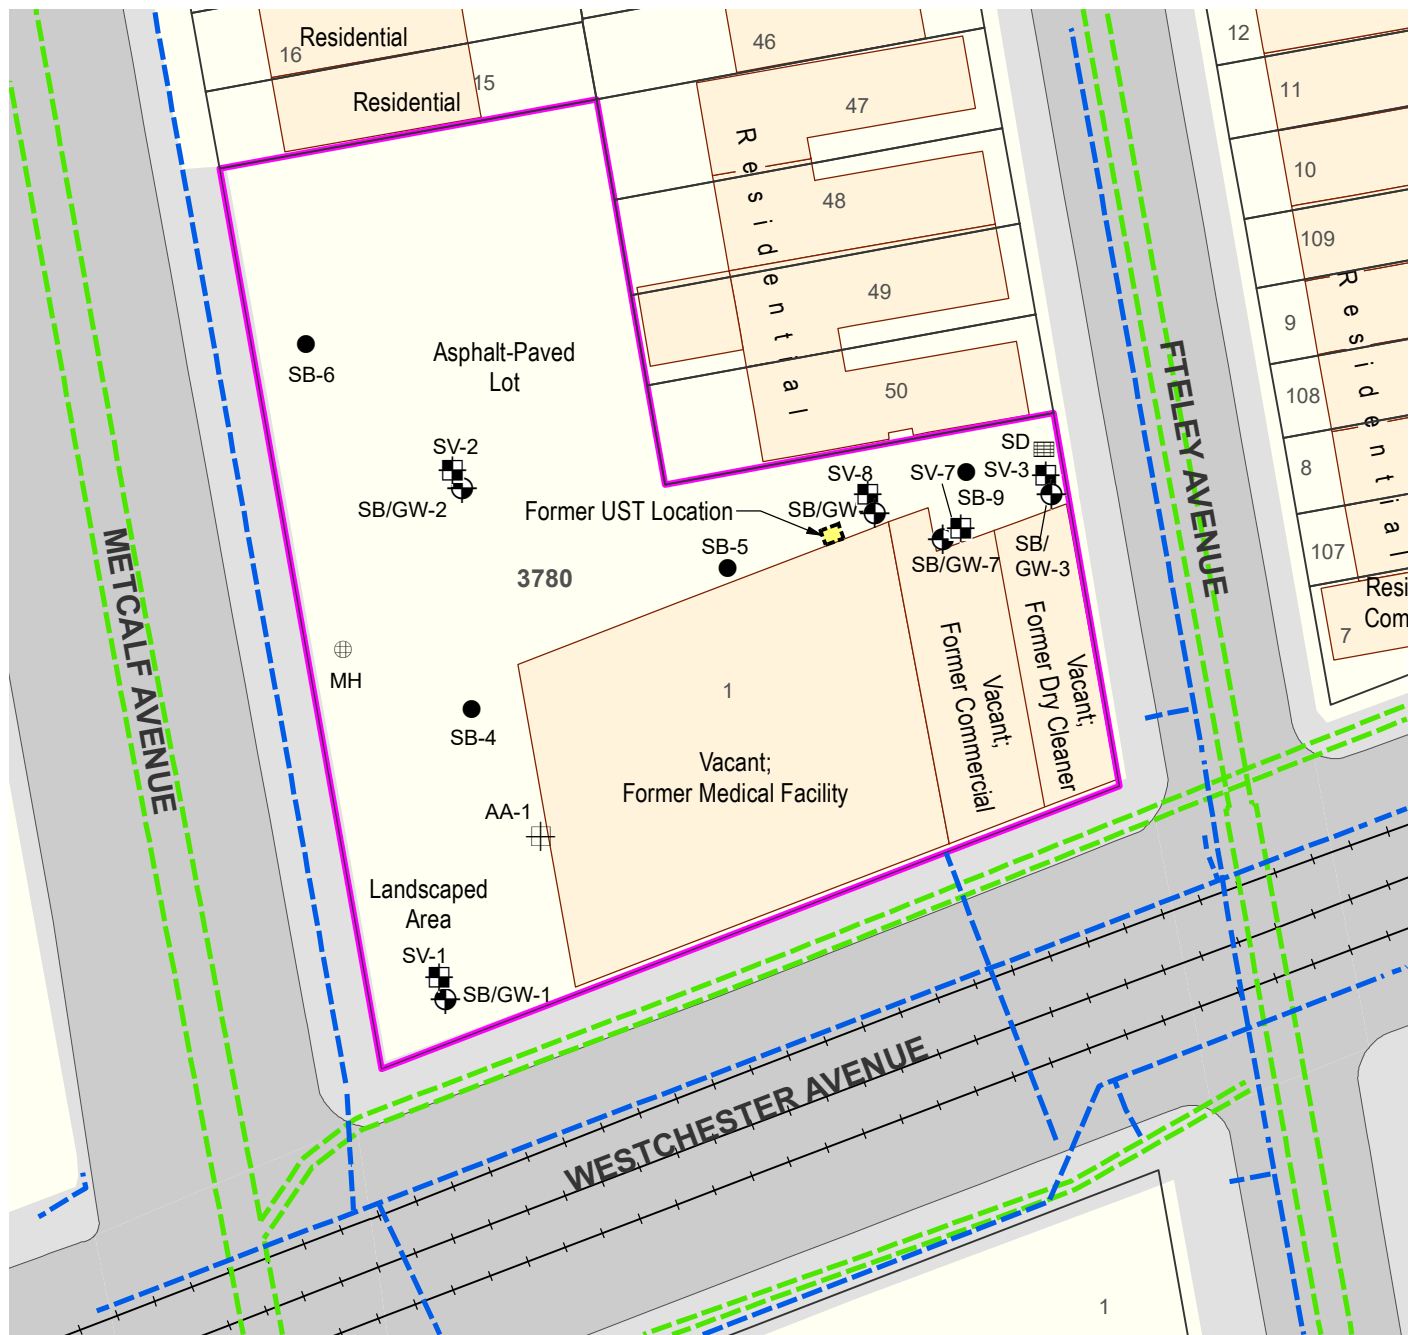 Residential
16
46
12
15
Residential
11
47
Residential
10
48
109
49
Residential
9
FTELEY AVENUE
SB-6
Asphalt-Paved
Lot
50
108
SV-2
SD
8
SV-8
SV-7
SV-3
SB-9
SB/GW-2
Former UST Location
SB/GW-
METCALF AVENUE
SB-5
SB/GW-7
SB/
GW-3
107
3780
Resi
Com
7
MH
1
Vacant;
Former Commercial
Vacant;
Former Dry Cleaner
SB-4
Vacant;
Former Medical Facility
AA-1
Landscaped
Area
SV-1
SB/GW-1
WESTCHESTER AVENUE
1